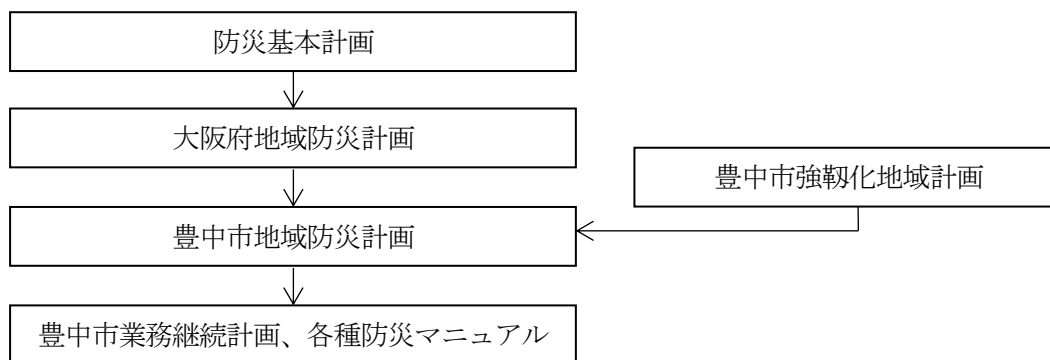 防災基本計画
大阪府地域防災計画
豊中市強靱化地域計画
豊中市地域防災計画
豊中市業務継続計画、各種防災マニュアル